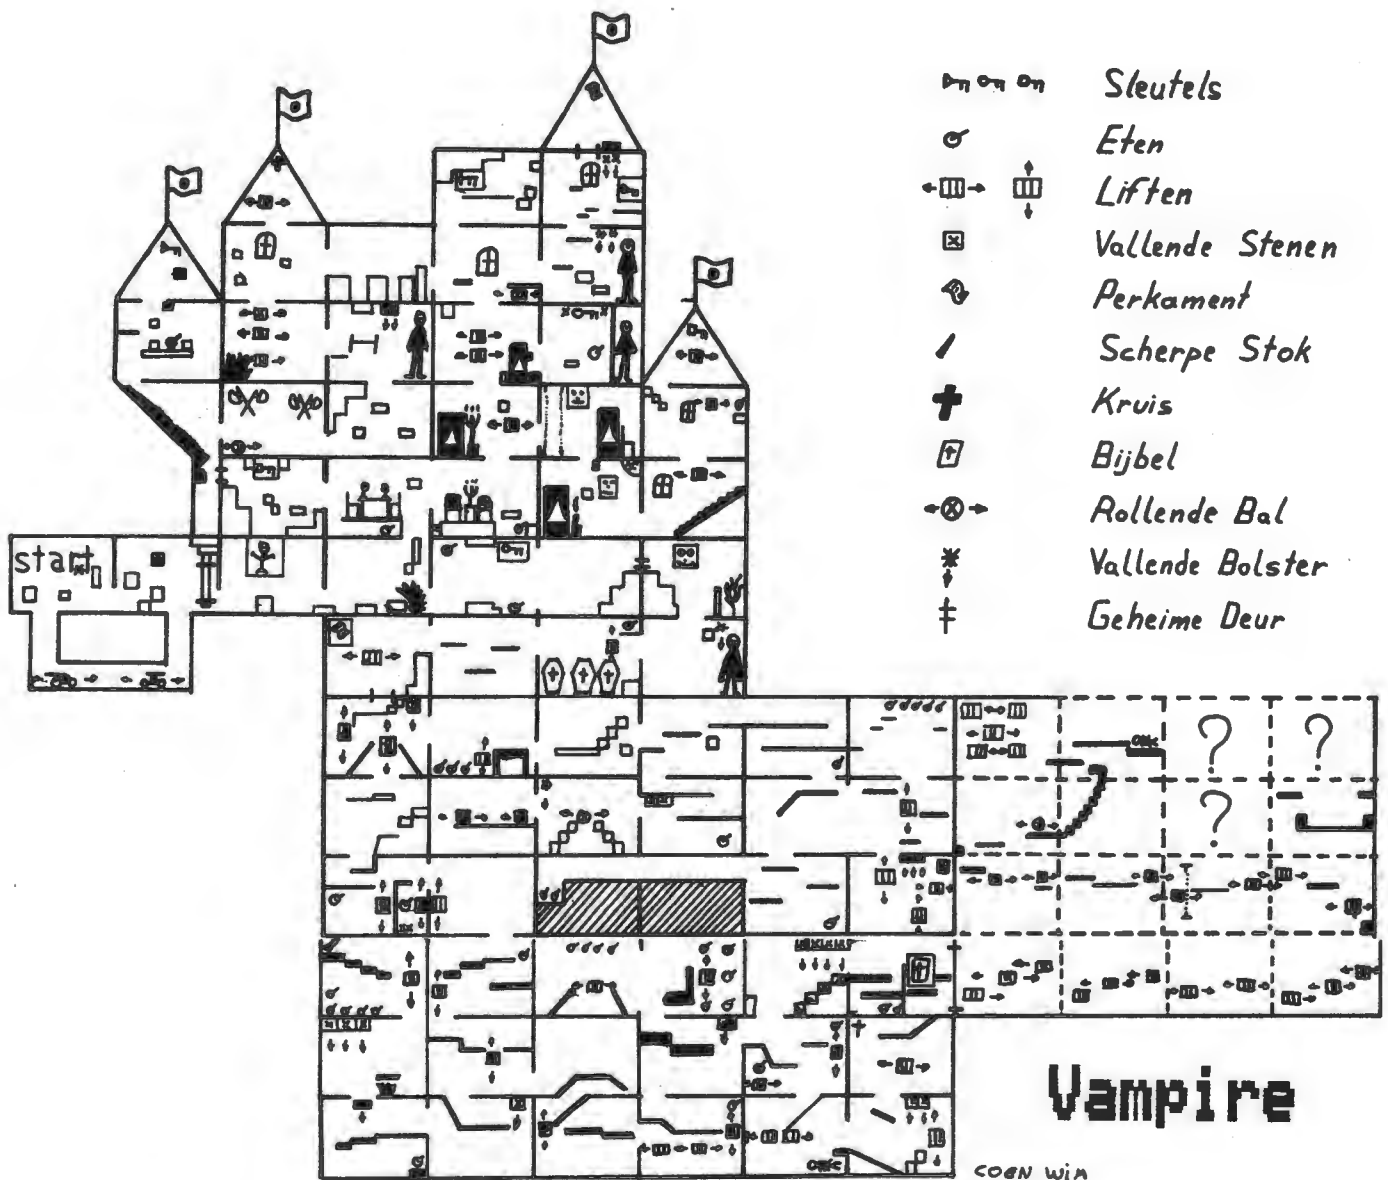 Sleutels
Eten
Liften
Vallende Stenen
Perkament
Scherpe Stok
Kruis
Bijbel
Rollende Bal
Vallende Bolster
Geheime Deur
start
?
?
?
Vampire
COEN WIM